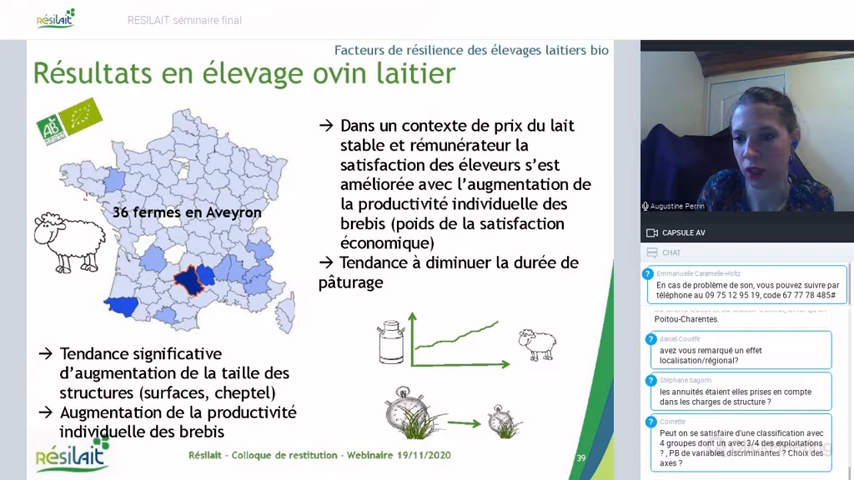 Résilait
RESILAIT séminaire final
Facteurs de résilience des élevages laitiers bio
Résultats en élevage ovin laitier
AB
36 fermes en Aveyron
→ Dans un contexte de prix du lait
stable et rémunérateur la
satisfaction des éleveurs s'est
améliorée avec l'augmentation de
la productivité individuelle des
brebis (poids de la satisfaction
économique)
→ Tendance à diminuer la durée de
pâturage
→ Tendance significative
d'augmentation de la taille des
structures (surfaces, cheptel)
→ Augmentation de la productivité
individuelle des brebis
Résilait
Résilait - Colloque de restitution - Webinaire 19/11/2020
39
Augustine Perrin
CAPSULE AV
CHAT
Emmanuelle Caramelle-Holtz
En cas de problème de son, vous pouvez suivre par
téléphone au 09 75 12 95 19, code 67 77 78 485#
Poitou-Charentes.
daniel Couëfe
avez vous remarqué un effet
localisation/régional?
Stéphane Sagorin
les annuités étaient elles prises en compte
dans les charges de structure ?
Comette
Peut on se satisfaire d'une classification avec
4 groupes dont un avec 3/4 des exploitations
? , PB de variables discriminantes ? Choix des
axes ?